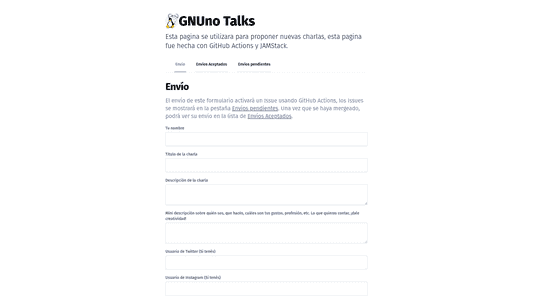 GNUno Talks
Esta pagina se utilizara para proponer nuevas charlas, esta pagina
fue hecha con GitHub Actions y JAMStack.
Envío
Envíos Aceptados
Envíos pendientes
Envío
El envío de este formulario activará un issue usando GitHub Actions, los issues
se mostrará en la pestaña Envíos pendientes. Una vez que se haya mergeado,
podrá ver su envío en la lista de Envíos Aceptados.
Tu nombre
Título de la charla
Descripción de la charla
Mini descripción sobre quién sos, que hacés, cuáles son tus gustos, profesión, etc. Lo que quieras contar, ¡dale
creatividad!
Usuario de Twitter (Si tenés)
Usuario de Instagram (Si tenés)